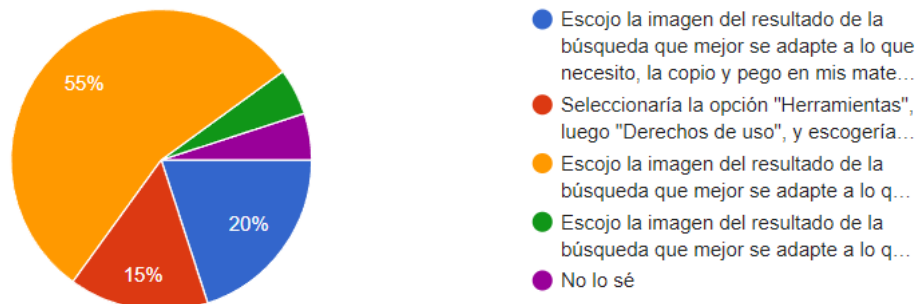 55%
20%
15%
Escojo la imagen del resultado de la
búsqueda que mejor se adapte a lo que
necesito, la copio y pego en mis mate...
Seleccionaría la opción "Herramientas",
luego "Derechos de uso", y escogería...
Escojo la imagen del resultado de la
búsqueda que mejor se adapte a lo q...
Escojo la imagen del resultado de la
búsqueda que mejor se adapte a lo q...
No lo sé